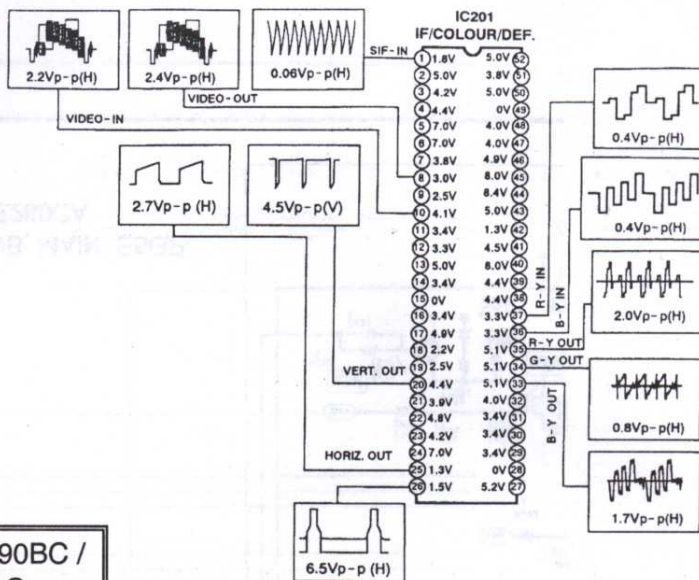 IC201
IF/COLOUR/DEF.
2.2Vp-p(H)
2.4Vp-p(H)
0.06Vp-p(H)
SIF-IN
VIDEO-OUT
VIDEO-IN
2.7Vp-p (H)
4.5Vp-p(V)
VERT. OUT
HORIZ. OUT
6.5Vp-p (H)
1 1.8V 5.0V 52
2 5.0V 3.8V 51
3 4.2V 5.0V 50
4 4.4V 0V 49
5 7.0V 4.0V 48
6 7.0V 4.0V 47
7 3.8V 4.9V 46
8 3.0V 8.0V 45
9 2.5V 6.4V 44
10 4.1V 5.0V 43
11 3.4V 1.3V 42
12 3.3V 4.5V 41
13 5.0V 8.0V 40
14 3.4V 4.4V 39
15 0V 4.4V 38
16 3.4V 3.3V 37
17 4.9V 3.3V 36
18 2.2V 5.1V 35
19 2.5V 5.1V 34
20 4.4V 5.1V 33
21 3.9V 4.0V 32
22 4.8V 3.4V 31
23 4.2V 3.4V 30
24 7.0V 3.4V 29
25 1.3V 0V 28
26 1.5V 5.2V 27
R-Y IN
B-Y IN
R-Y OUT
G-Y OUT
B-Y OUT
0.4Vp-p(H)
0.4Vp-p(H)
2.0Vp-p(H)
0.8Vp-p(H)
1.7Vp-p(H)
90BC /